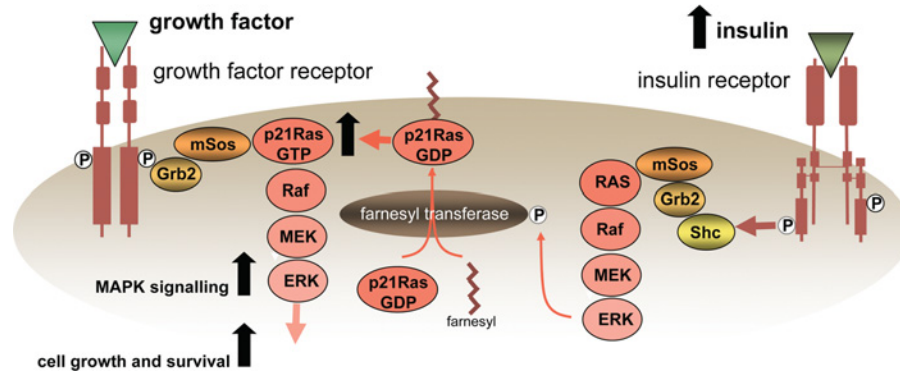 growth factor
growth factor receptor
insulin
insulin receptor
P
P
mSos
Grb2
p21Ras
GTP
p21Ras
GDP
Raf
MEK
ERK
MAPK signalling
cell growth and survival
farnesyl transferase
P
p21Ras
GDP
farnesyl
RAS
mSos
Grb2
Shc
Raf
MEK
ERK
P
P